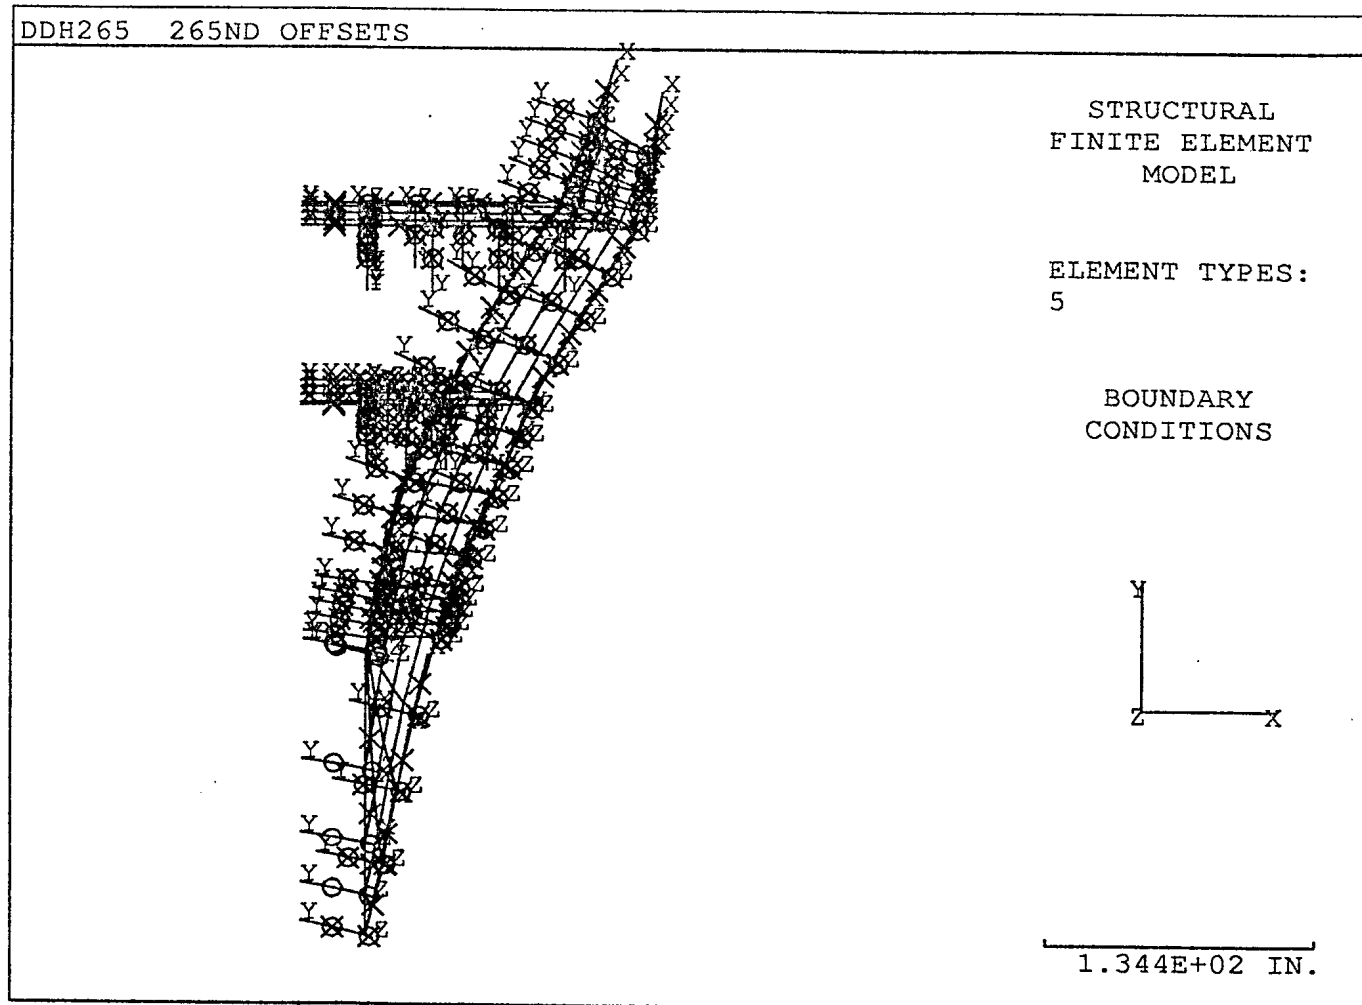 DDH265 265ND OFFSETS
STRUCTURAL
FINITE ELEMENT
MODEL
ELEMENT TYPES:
5
BOUNDARY
CONDITIONS
Y
Z X
1.344E+02 IN.